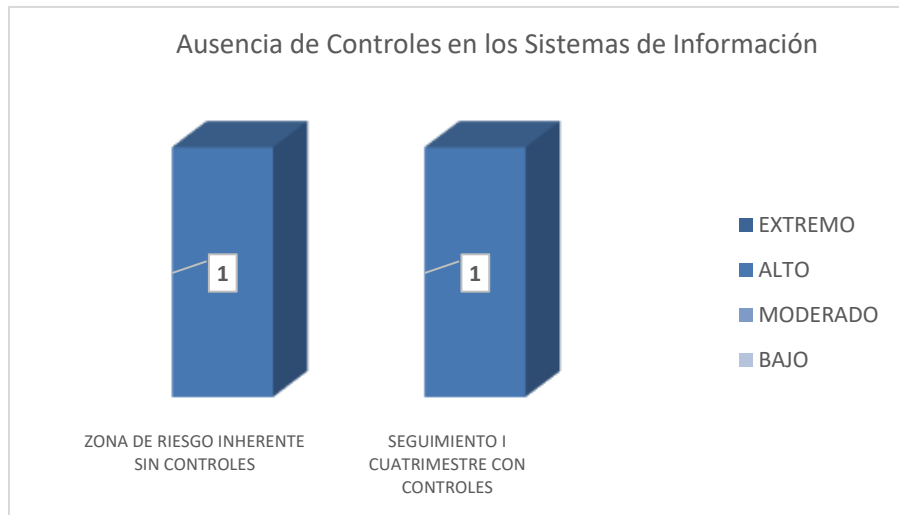 Ausencia de Controles en los Sistemas de Información
1
1
EXTREMO
ALTO
MODERADO
BAJO
ZONA DE RIESGO INHERENTE
SIN CONTROLES
SEGUIMIENTO I
CUATRIMESTRE CON
CONTROLES